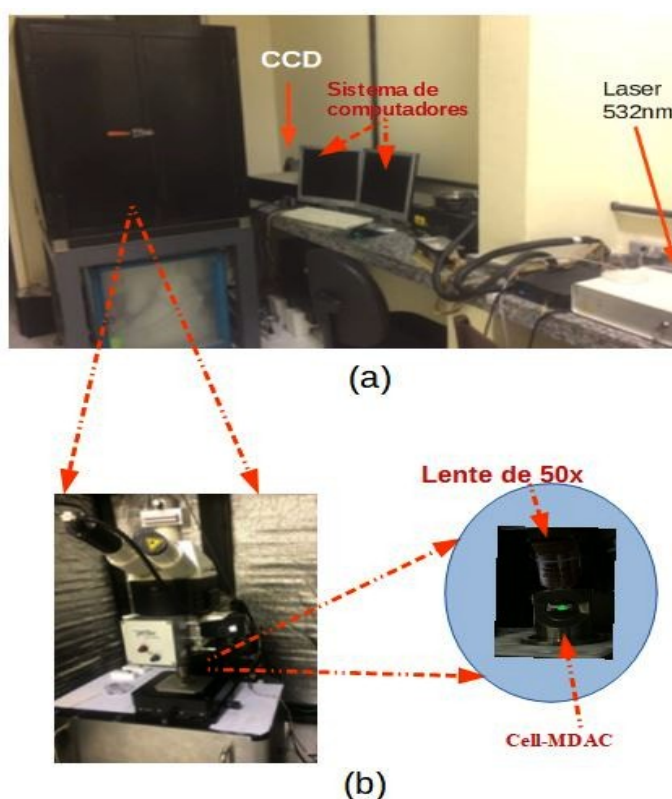 CCD
Sistema de
computadores
Laser
532nm
(a)
Lente de 50x
Cell-MDAC
(b)